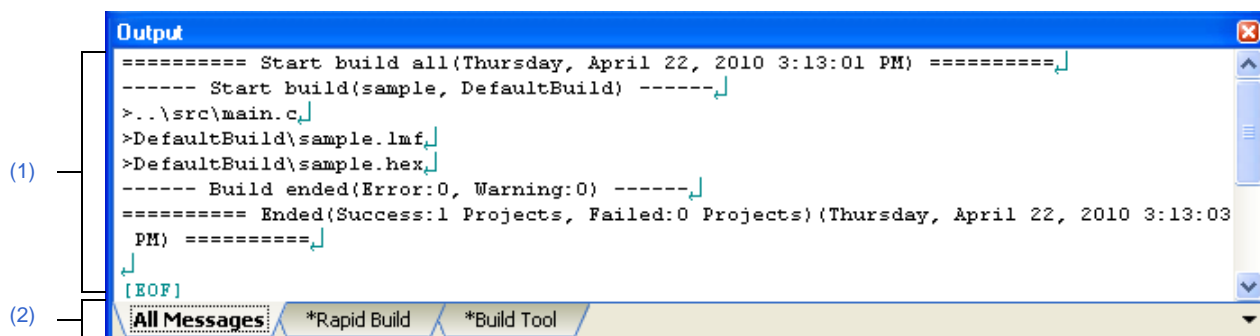 Output
========== Start build all(Thursday, April 22, 2010 3:13:01 PM) ==========
------ Start build(sample, DefaultBuild) ------
>..\src\main.c
>DefaultBuild\sample.lmf
>DefaultBuild\sample.hex
(1)
------ Build ended(Error:0, Warning:0) ------
========== Ended(Success:1 Projects, Failed:0 Projects)(Thursday, April 22, 2010 3:13:03
PM) ==========
[EOF]
(2)
All Messages *Rapid Build *Build Tool